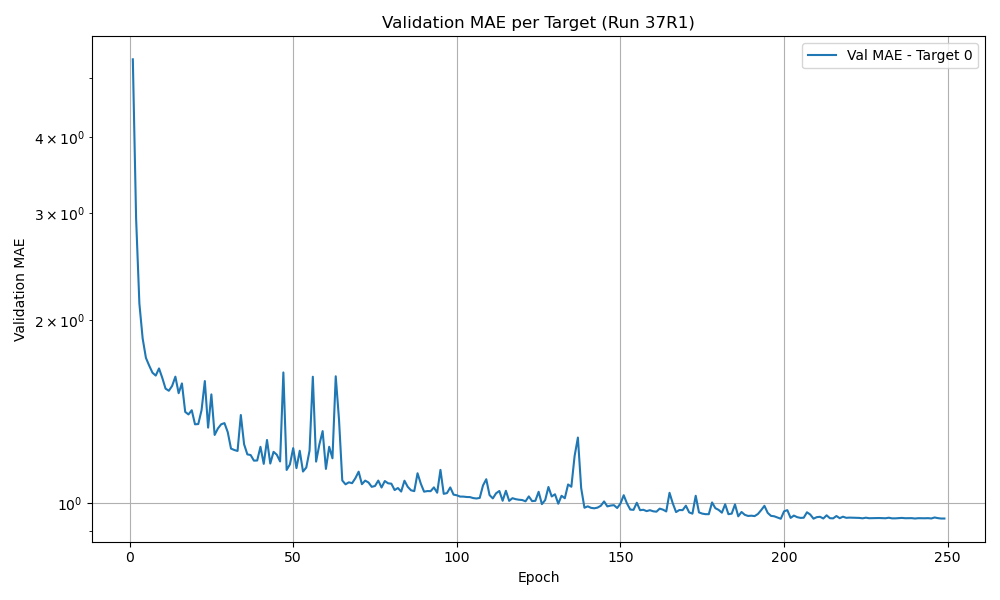 Validation MAE per Target (Run 37R1)
Val MAE - Target 0
4 × 10⁰
3 × 10⁰
2 × 10⁰
10⁰
Validation MAE
0 50 100 150 200 250
Epoch